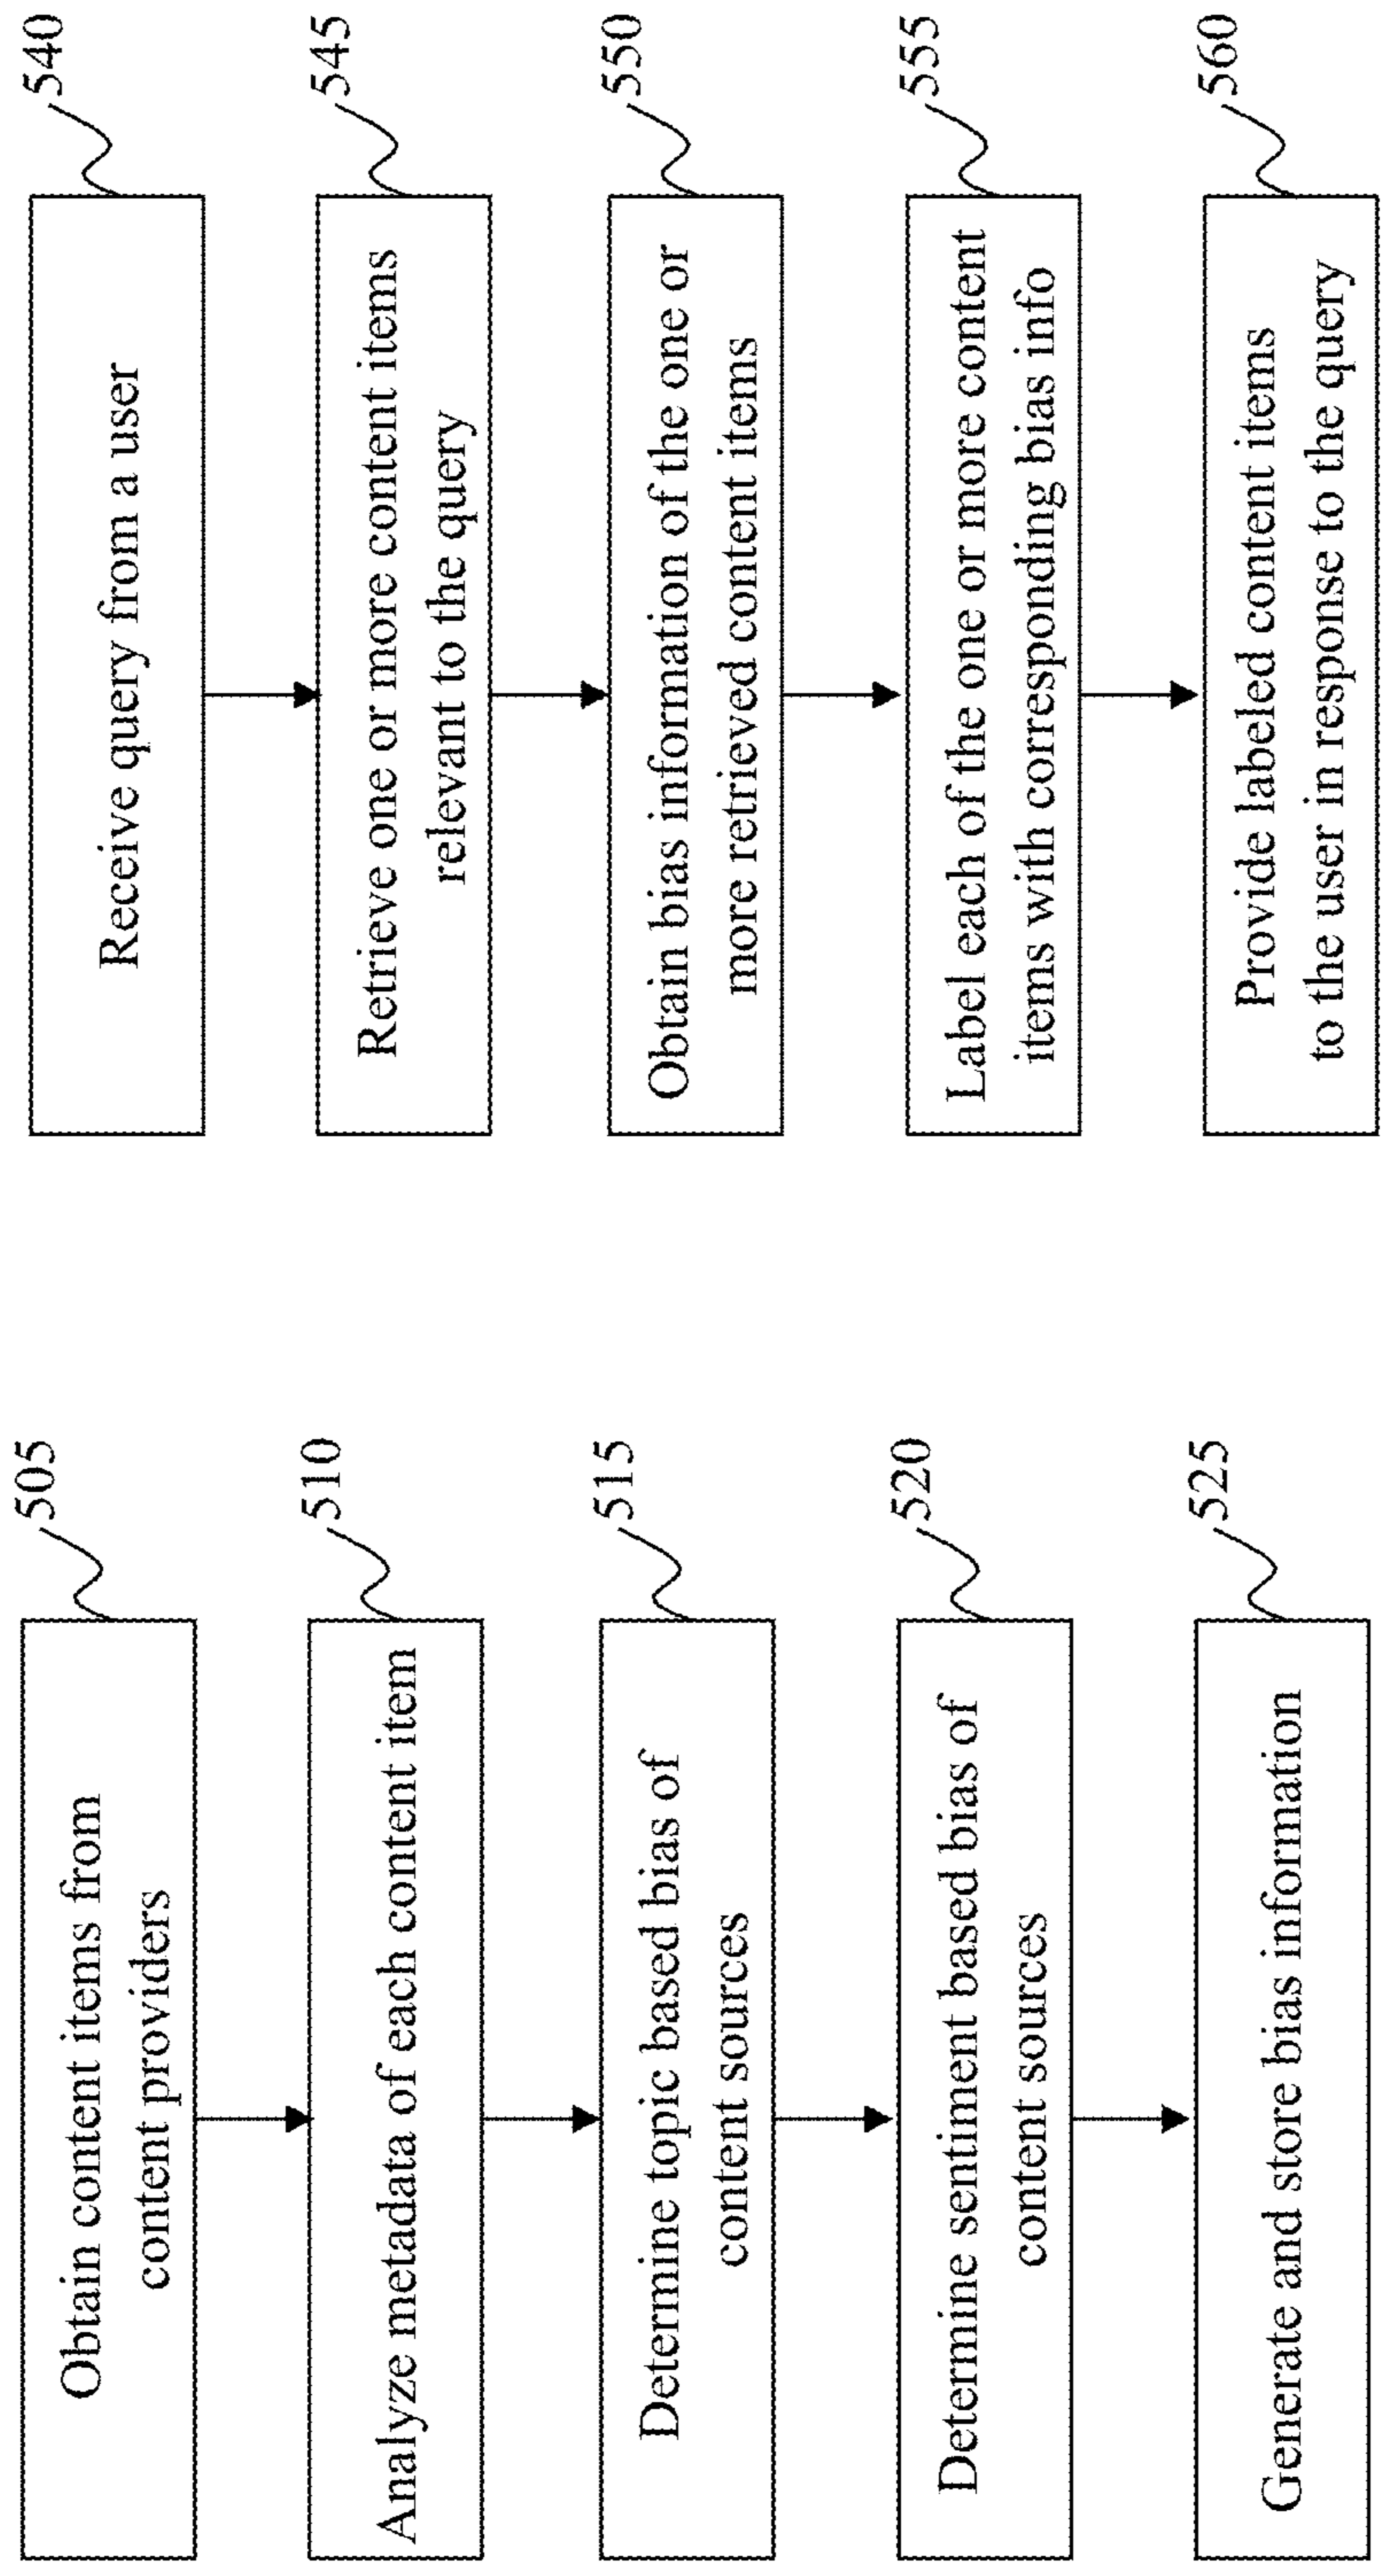 505
Obtain content items from
content providers
510
Analyze metadata of each content item
515
Determine topic based bias of
content sources
520
Determine sentiment based bias of
content sources
525
Generate and store bias information
540
Receive query from a user
545
Retrieve one or more content items
relevant to the query
550
Obtain bias information of the one or
more retrieved content items
555
Label each of the one or more content
items with corresponding bias info
560
Provide labeled content items
to the user in response to the query